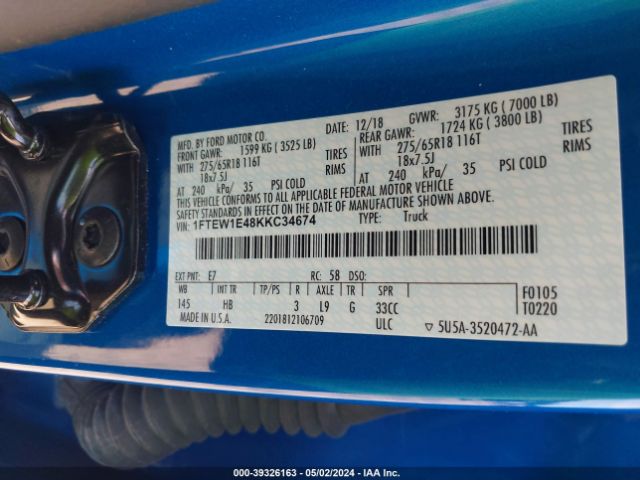 MFD. BY FORD MOTOR CO.
DATE: 12/18 GVWR: 3175 KG ( 7000 LB)
FRONT GAWR: 1599 KG ( 3525 LB)
REAR GAWR: 1724 KG ( 3800 LB)
WITH 275/65R18 116T TIRES
WITH 275/65R18 116T TIRES
18x7.5J RIMS
18x7.5J RIMS
AT 240 kPa/ 35 PSI COLD
AT 240 kPa/ 35 PSI COLD
THIS VEHICLE CONFORMS TO ALL APPLICABLE FEDERAL MOTOR VEHICLE
SAFETY STANDARDS IN EFFECT ON THE DATE OF MANUFACTURE SHOWN ABOVE.
VIN: 1FTEW1E48KKC34674 TYPE: Truck
EXT PNT: E7 RC: 58 DSO:
WB INT TR TP/PS R AXLE TR SPR F0105
145 HB 3 L9 G 33CC T0220
MADE IN U.S.A. 2201812106709 ULC 5U5A-3520472-AA
000-39326163 - 05/02/2024 - IAA Inc.